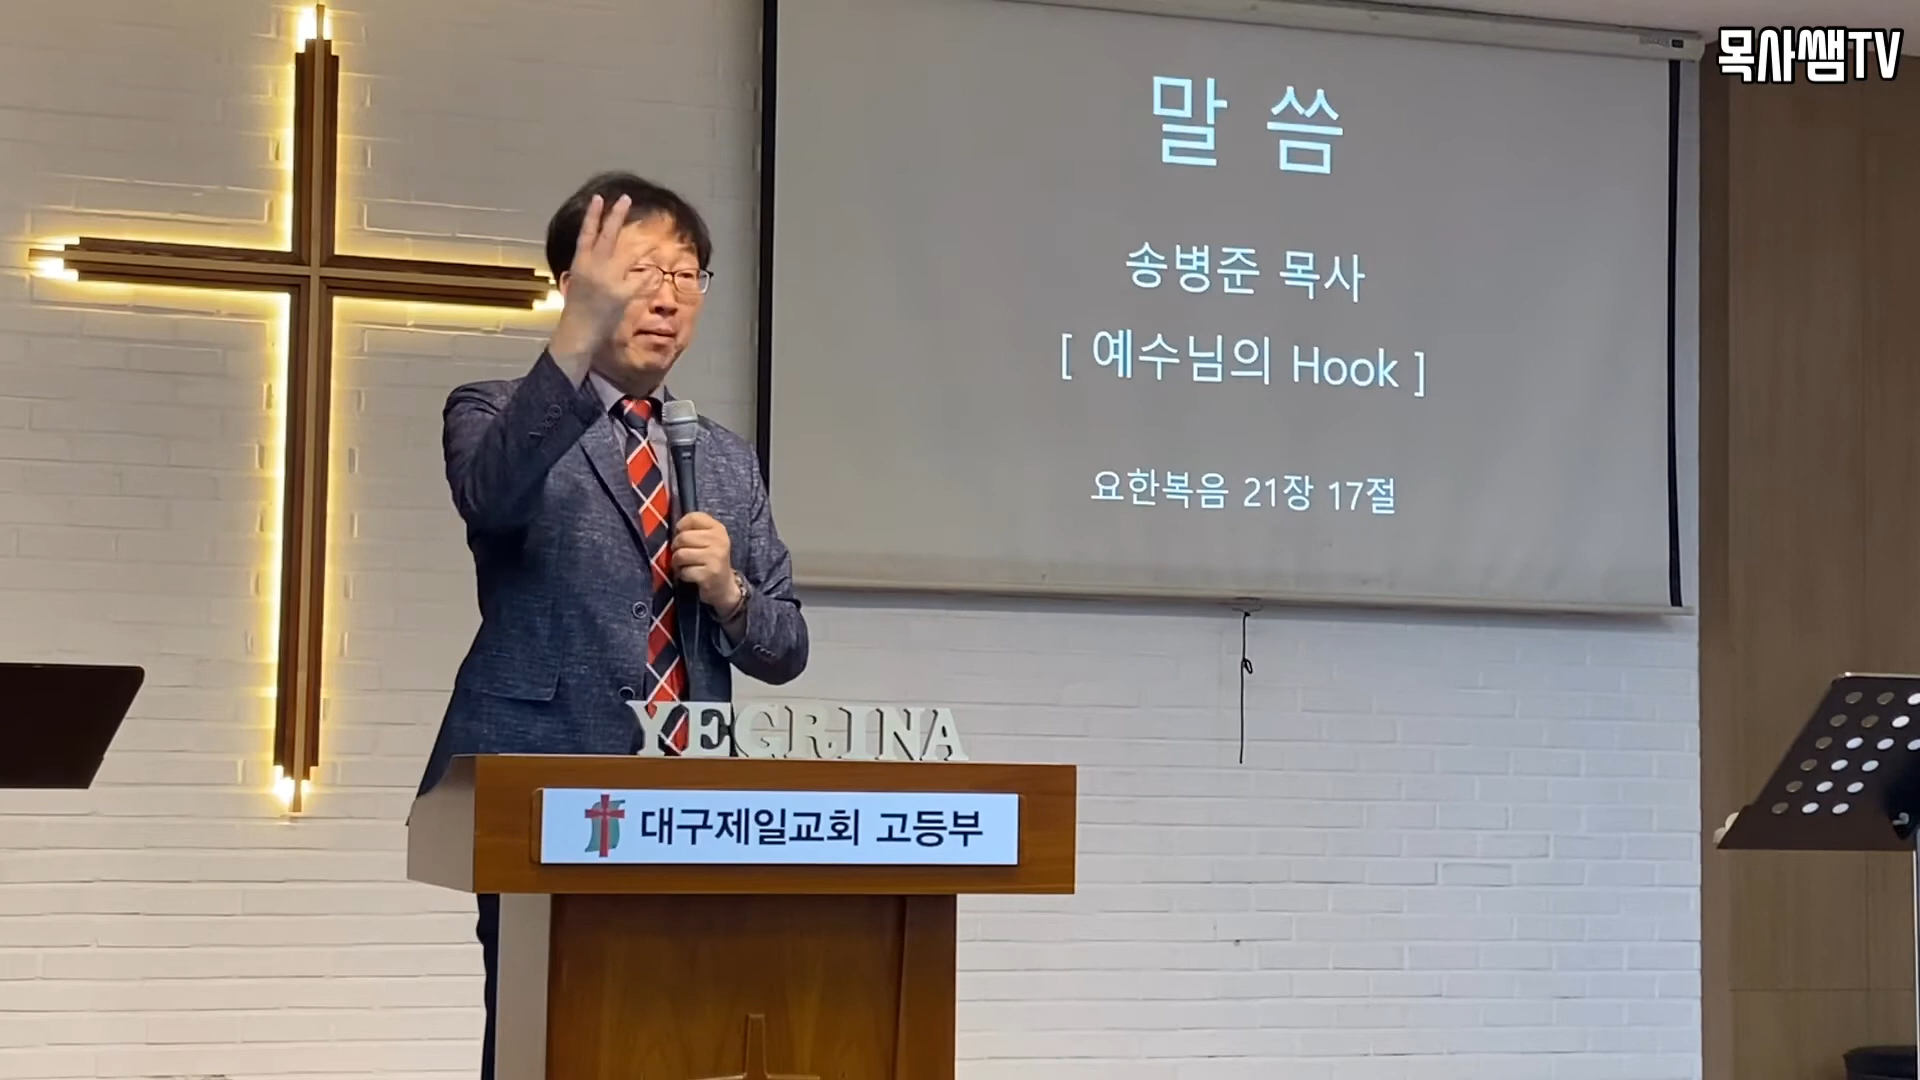 목사쌤TV
말 씀
송병준 목사
[ 예수님의 Hook ]
요한복음 21장 17절
YEGRINA
대구제일교회 고등부